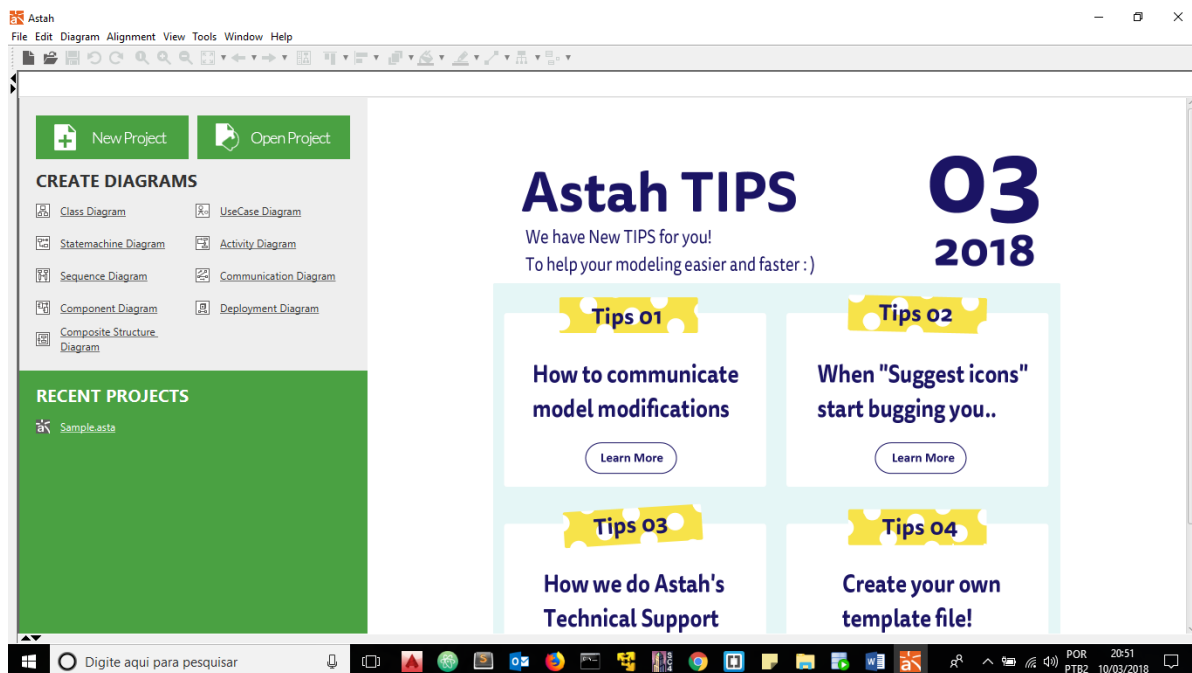 Astah
File Edit Diagram Alignment View Tools Window Help
New Project
Open Project
CREATE DIAGRAMS
Class Diagram
UseCase Diagram
Statemachine Diagram
Activity Diagram
Sequence Diagram
Communication Diagram
Component Diagram
Deployment Diagram
Composite Structure
Diagram
RECENT PROJECTS
Sample.asta
Astah TIPS
We have New TIPS for you!
To help your modeling easier and faster : )
03
2018
Tips 01
How to communicate
model modifications
Learn More
Tips 02
When "Suggest icons"
start bugging you..
Learn More
Tips 03
How we do Astah's
Technical Support
Tips 04
Create your own
template file!
Digite aqui para pesquisar
POR
PTB2
20:51
10/03/2018